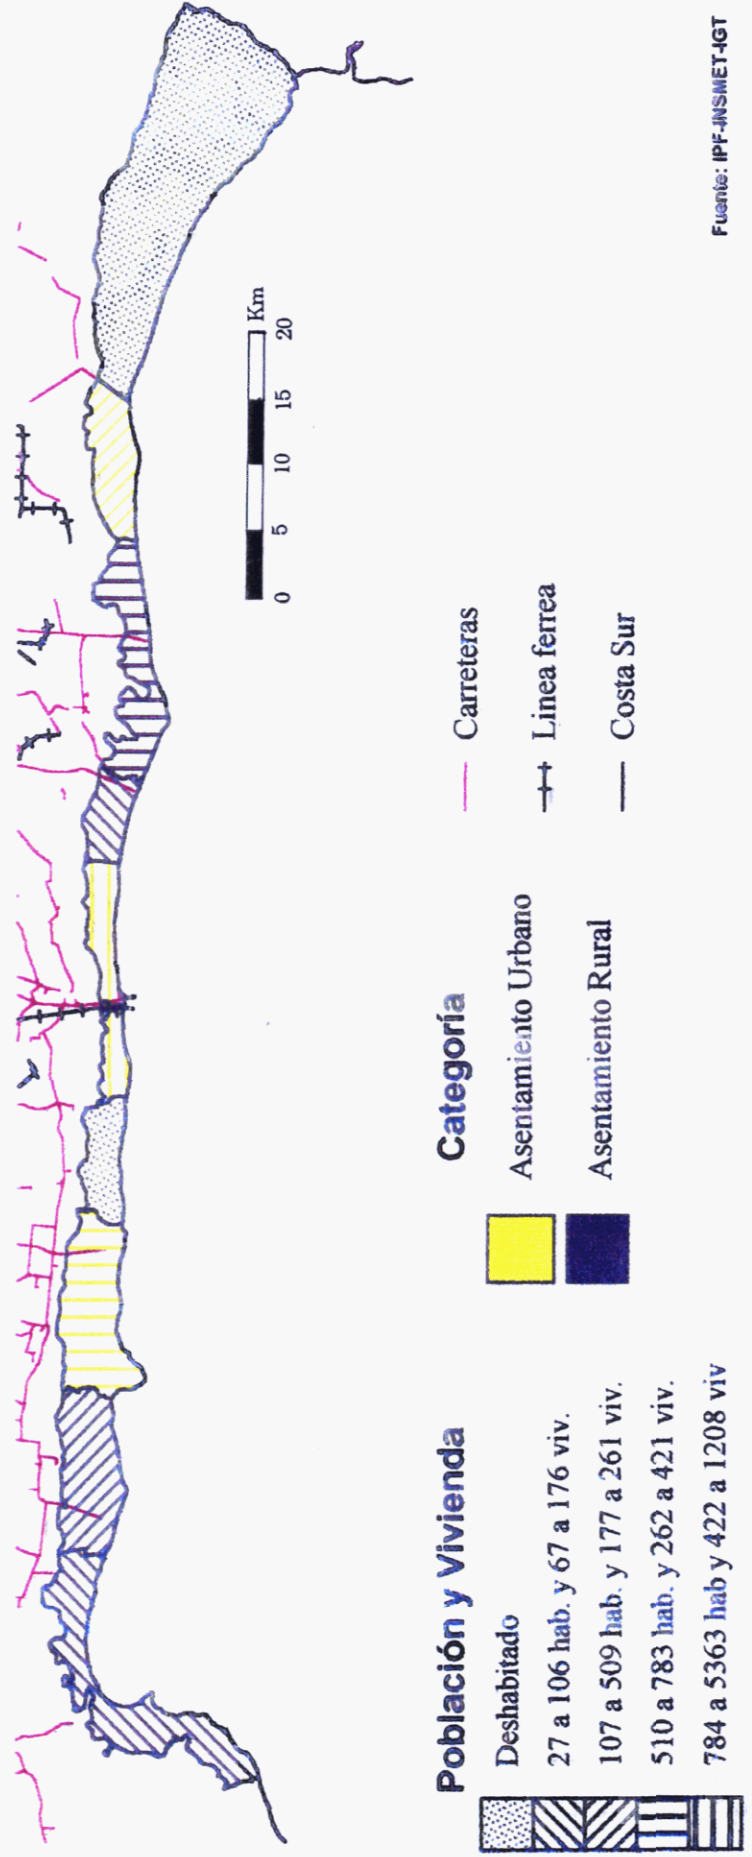 0 5 10 15 20 Km
Población y Vivienda
Deshabitado
27 a 106 hab. y 67 a 176 viv.
107 a 509 hab. y 177 a 261 viv.
510 a 783 hab. y 262 a 421 viv.
784 a 5363 hab y 422 a 1208 viv
Categoría
Asentamiento Urbano
Asentamiento Rural
Carreteras
Linea ferrea
Costa Sur
Fuente: IPF-INSMET-IGT